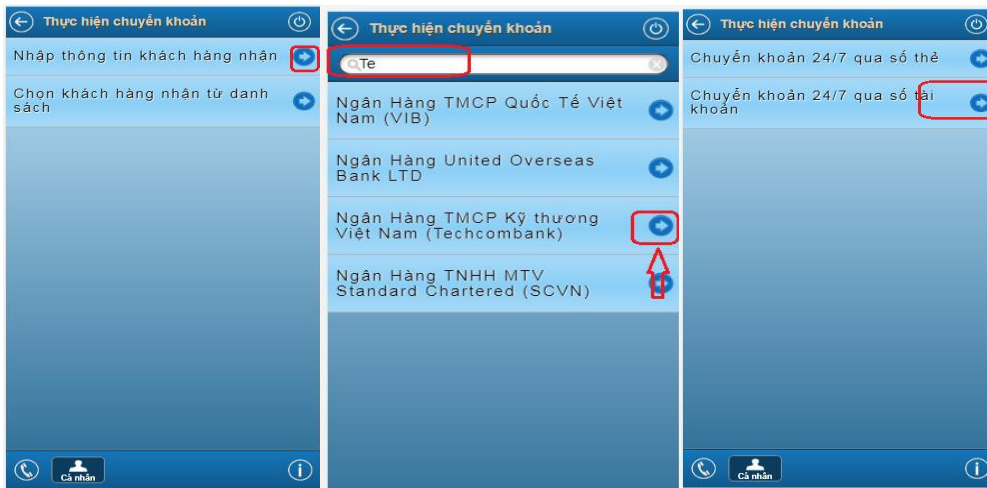 Thực hiện chuyển khoản
Nhập thông tin khách hàng nhận
Chọn khách hàng nhận từ danh
sách
Cá nhân
Thực hiện chuyển khoản
Te
Ngân Hàng TMCP Quốc Tế Việt
Nam (VIB)
Ngân Hàng United Overseas
Bank LTD
Ngân Hàng TMCP Kỹ thương
Việt Nam (Techcombank)
Ngân Hàng TNHH MTV
Standard Chartered (SCVN)
Thực hiện chuyển khoản
Chuyển khoản 24/7 qua số thẻ
Chuyển khoản 24/7 qua số tài
khoản
Cá nhân